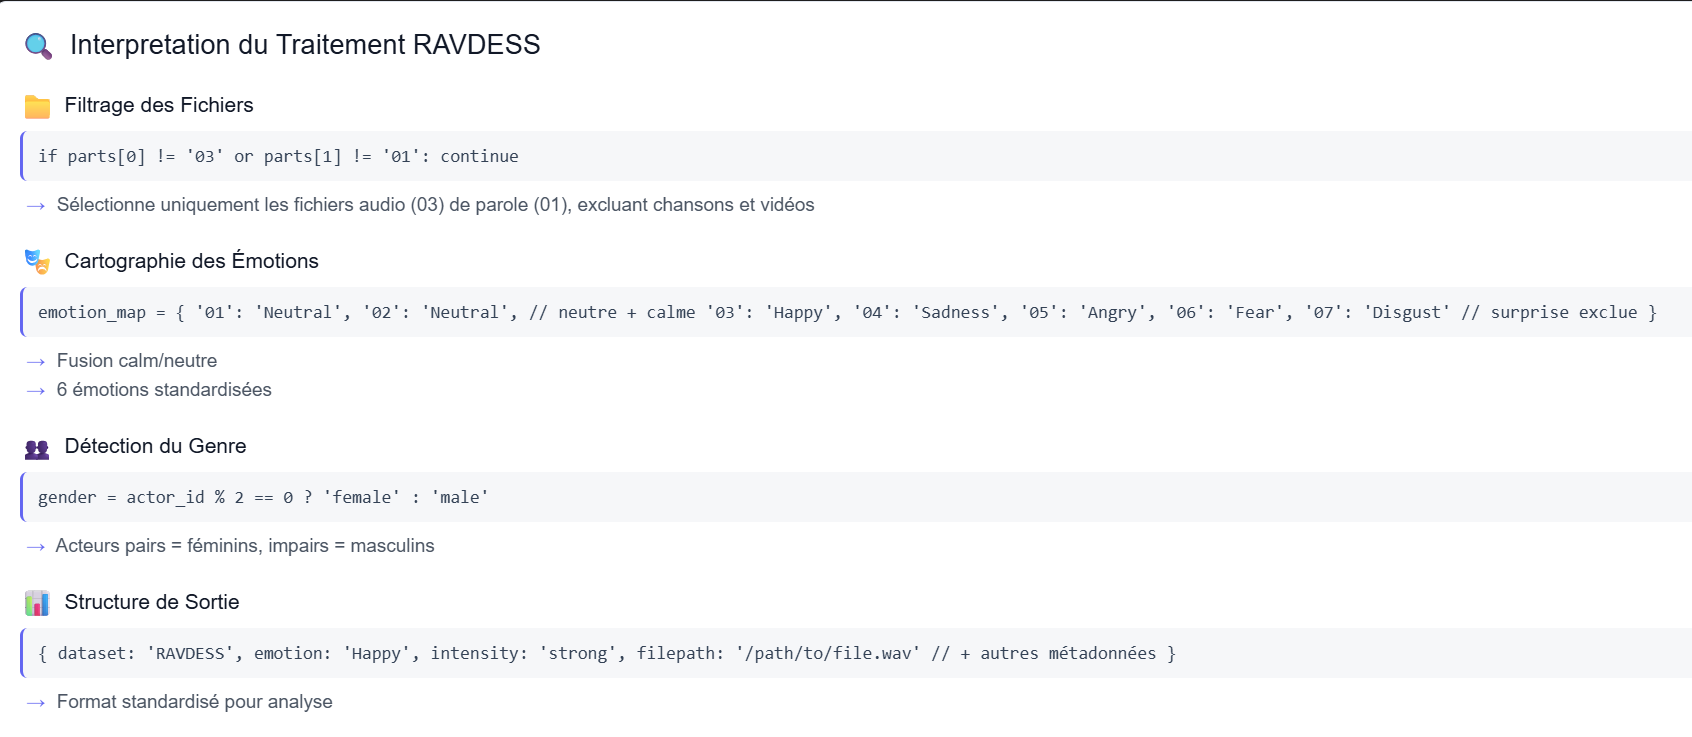 Interpretation du Traitement RAVDESS
Filtrage des Fichiers
if parts[0] != '03' or parts[1] != '01': continue
→ Sélectionne uniquement les fichiers audio (03) de parole (01), excluant chansons et vidéos
Cartographie des Émotions
emotion_map = { '01': 'Neutral', '02': 'Neutral', // neutre + calme '03': 'Happy', '04': 'Sadness', '05': 'Angry', '06': 'Fear', '07': 'Disgust' // surprise exclue }
→ Fusion calm/neutre
→ 6 émotions standardisées
Détection du Genre
gender = actor_id % 2 == 0 ? 'female' : 'male'
→ Acteurs pairs = féminins, impairs = masculins
Structure de Sortie
{ dataset: 'RAVDESS', emotion: 'Happy', intensity: 'strong', filepath: '/path/to/file.wav' // + autres métadonnées }
→ Format standardisé pour analyse